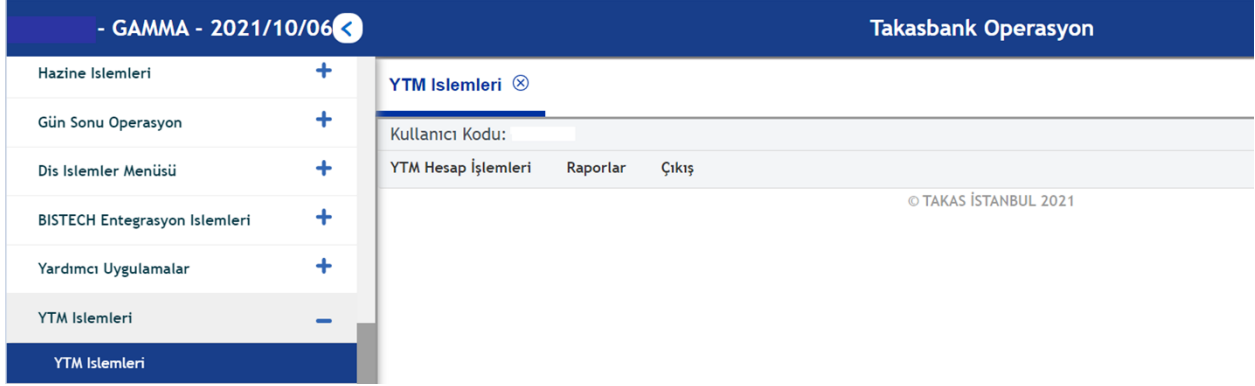 - GAMMA - 2021/10/06
Takasbank Operasyon
Hazine Islemleri
Gün Sonu Operasyon
Dis Islemler Menüsü
BISTECH Entegrasyon Islemleri
Yardımcı Uygulamalar
YTM Islemleri
YTM Islemleri
YTM Islemleri
Kullanıcı Kodu:
YTM Hesap İşlemleri Raporlar Çıkış
© TAKAS İSTANBUL 2021